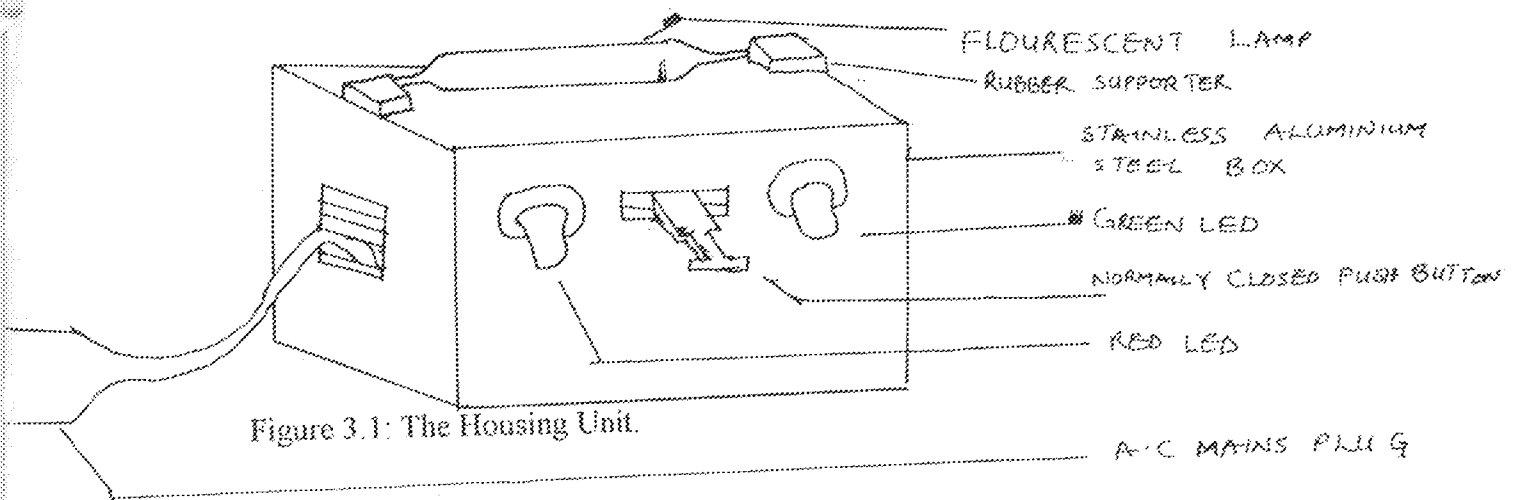 FLOURESCENT LAMP
RUBBER SUPPORTER
STAINLESS ALUMINIUM
STEEL BOX
GREEN LED
NORMALLY CLOSED PUSH BUTTON
RED LED
Figure 3.1: The Housing Unit.
A.C MAINS PLUG